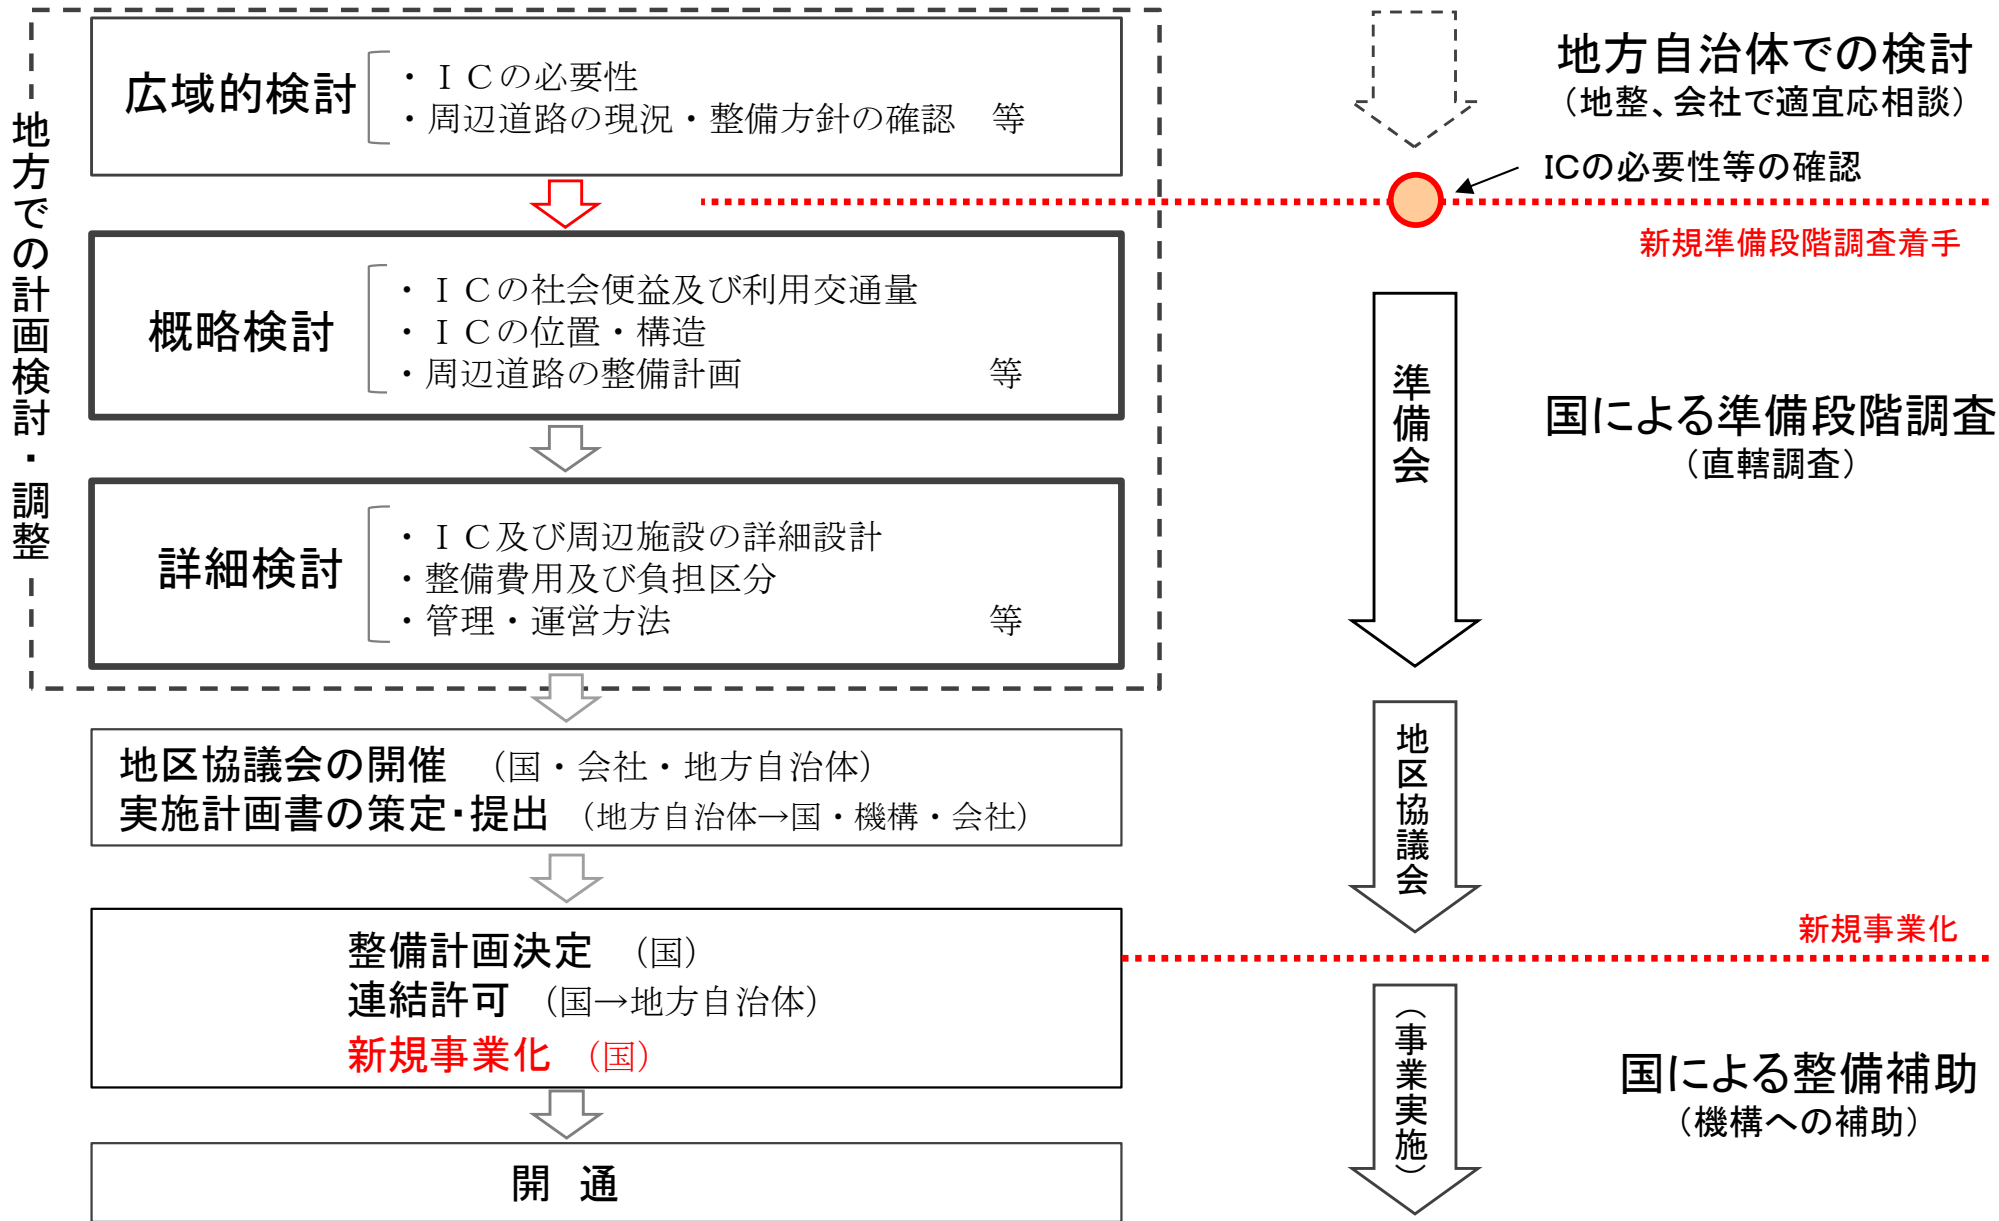 地方での計画検討・調整
広域的検討
・ＩＣの必要性
・周辺道路の現況・整備方針の確認　等
概略検討
・ＩＣの社会便益及び利用交通量
・ＩＣの位置・構造
・周辺道路の整備計画　等
詳細検討
・ＩＣ及び周辺施設の詳細設計
・整備費用及び負担区分
・管理・運営方法　等
地区協議会の開催　（国・会社・地方自治体）
実施計画書の策定・提出　（地方自治体→国・機構・会社）
整備計画決定　（国）
連結許可　（国→地方自治体）
新規事業化　（国）
開　通
地方自治体での検討
（地整、会社で適宜応相談）
ICの必要性等の確認
新規準備段階調査着手
準備会
国による準備段階調査
（直轄調査）
地区協議会
新規事業化
（事業実施）
国による整備補助
（機構への補助）